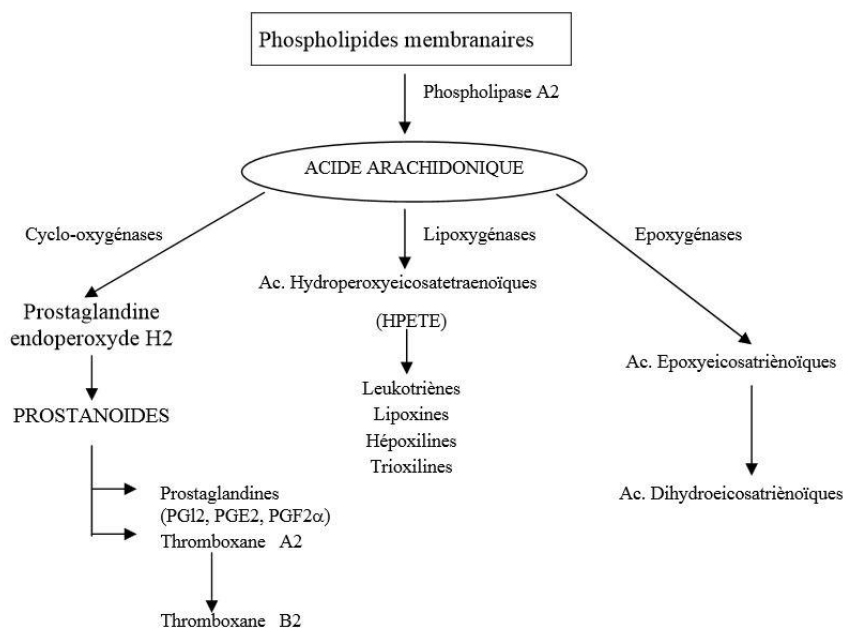 Phospholipides membranaires
Phospholipase A2
ACIDE ARACHIDONIQUE
Cyclo-oxygénases
Lipoxygénases
Epoxygénases
Ac. Hydroperoxyeicosatetraenoïques
(HPETE)
Prostaglandine
endoperoxyde H2
Ac. Epoxyeicosatriènoïques
Leukotriènes
Lipoxines
Hépoxilines
Trioxilines
PROSTANOIDES
Ac. Dihydroeicosatriènoïques
Prostaglandines
(PGl2, PGE2, PGF2α)
Thromboxane A2
Thromboxane B2